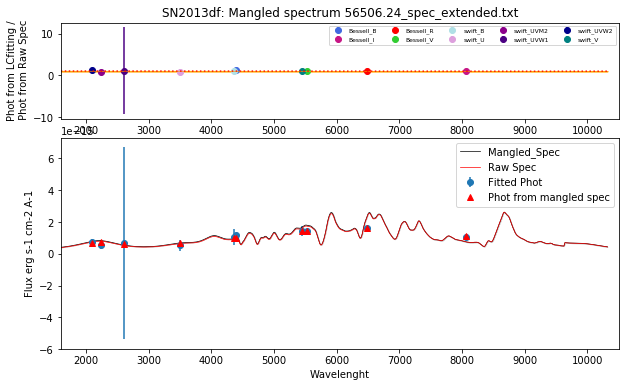 SN2013df: Mangled spectrum 56506.24_spec_extended.txt
Phot from LCfitting /
Phot from Raw Spec
10
0
−10
Bessell_B Bessell_R swift_B swift_UVM2 swift_UVW2
Bessell_I Bessell_V swift_U swift_UVW1 swift_V
2000 3000 4000 5000 6000 7000 8000 9000 10000
1e−15
Flux erg s-1 cm-2 A-1
6
4
2
0
−2
−4
−6
Mangled_Spec
Raw Spec
Fitted Phot
Phot from mangled spec
2000 3000 4000 5000 6000 7000 8000 9000 10000
Wavelenght